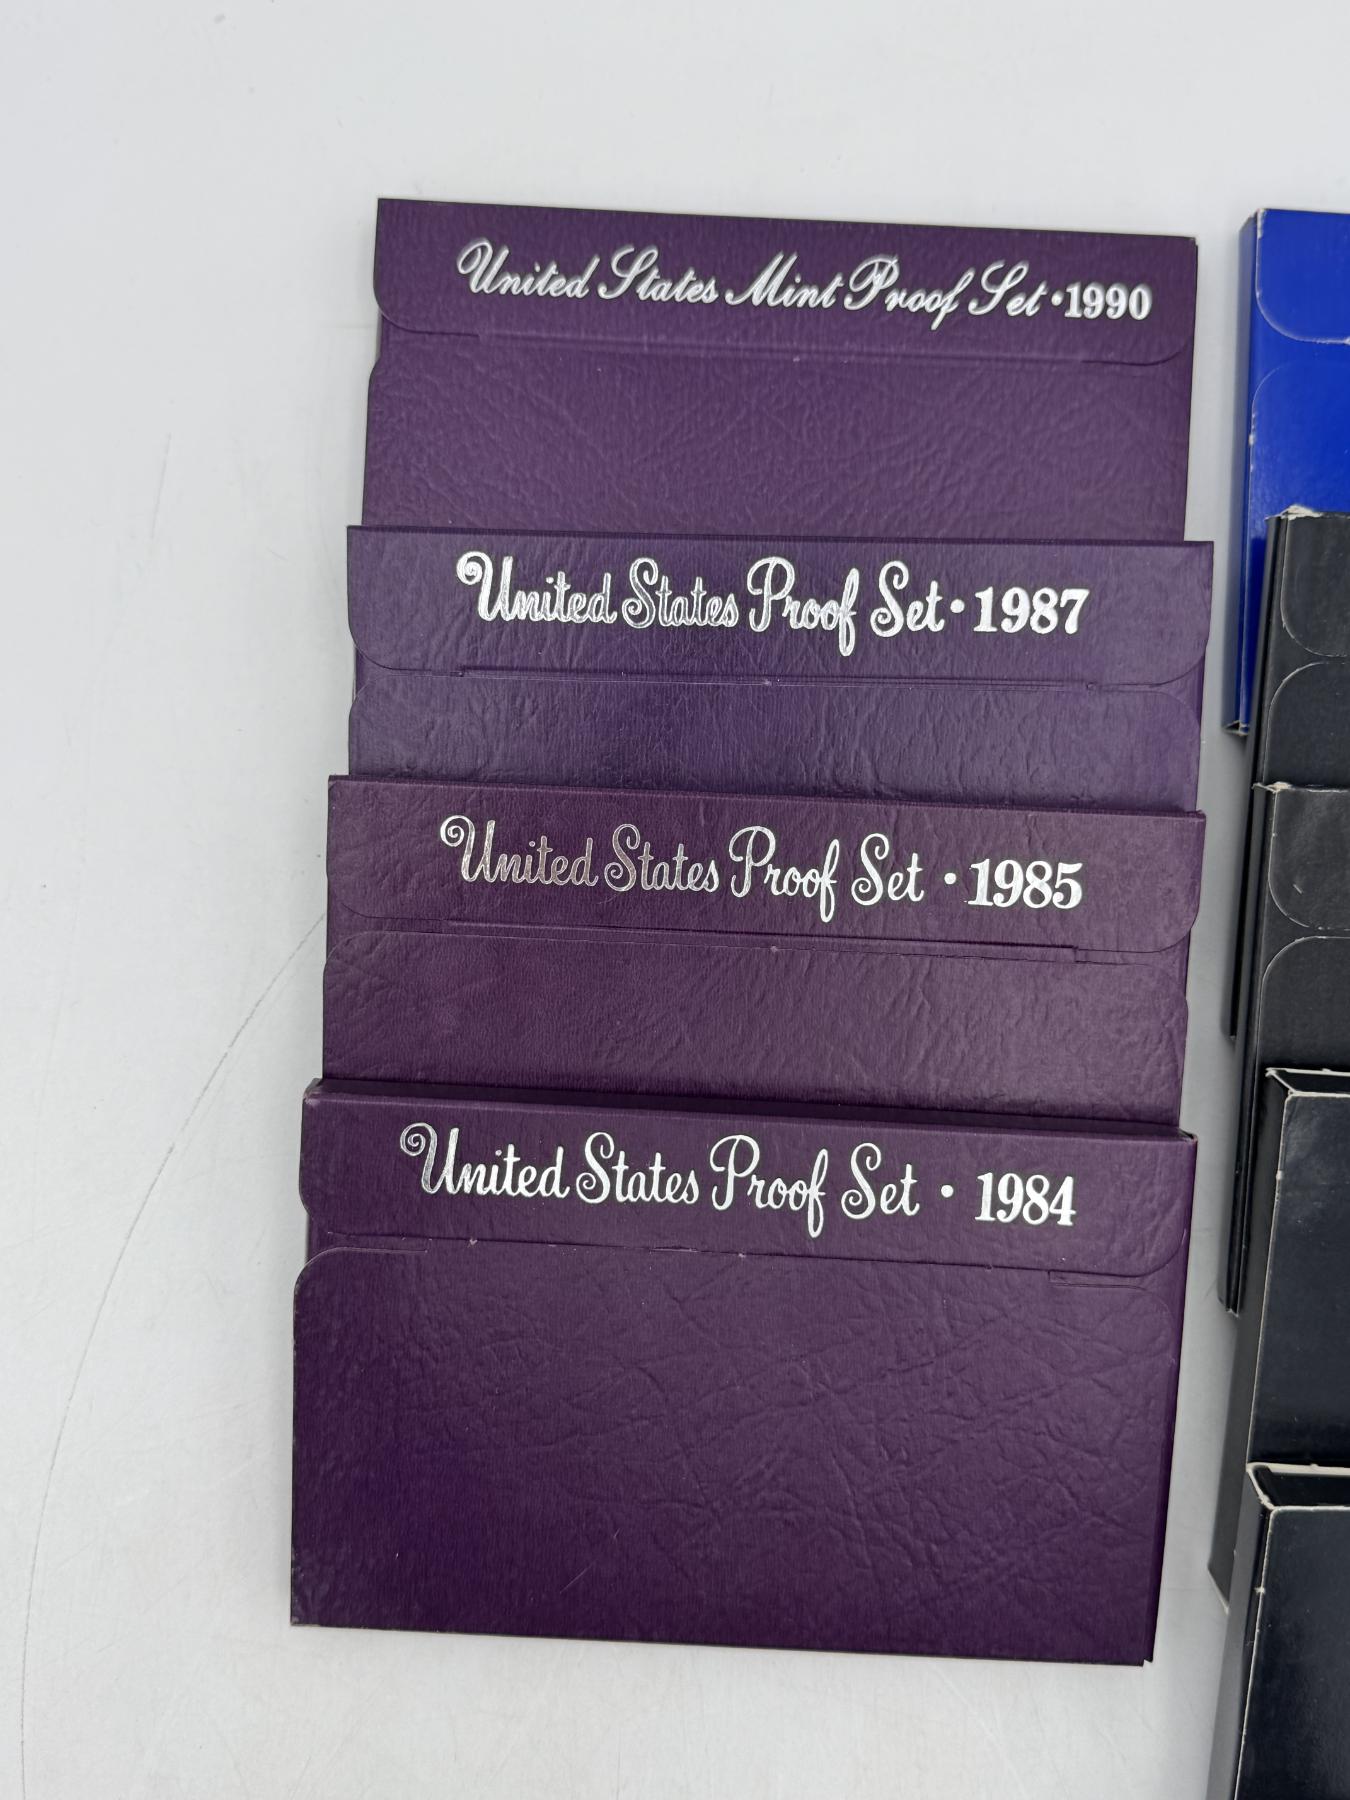 United States Mint Proof Set • 1990
United States Proof Set • 1987
United States Proof Set • 1985
United States Proof Set • 1984